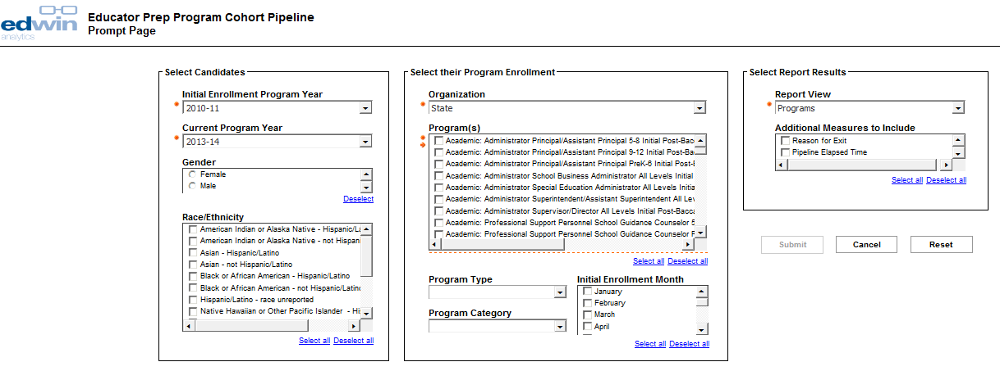 edwin
analytics
Educator Prep Program Cohort Pipeline
Prompt Page
Select Candidates
Initial Enrollment Program Year
2010-11
Current Program Year
2013-14
Gender
Female
Male
Deselect
Race/Ethnicity
American Indian or Alaska Native - Hispanic/La
American Indian or Alaska Native - not Hispani
Asian - Hispanic/Latino
Asian - not Hispanic/Latino
Black or African American - Hispanic/Latino
Black or African American - not Hispanic/Latino
Hispanic/Latino - race unreported
Native Hawaiian or Other Pacific Islander - Hi
Select all Deselect all
Select their Program Enrollment
Organization
State
Program(s)
Academic: Administrator Principal/Assistant Principal 5-8 Initial Post-Bacc
Academic: Administrator Principal/Assistant Principal 9-12 Initial Post-Ba
Academic: Administrator Principal/Assistant Principal PreK-6 Initial Post-
Academic: Administrator School Business Administrator All Levels Initial
Academic: Administrator Special Education Administrator All Levels Initia
Academic: Administrator Superintendent/Assistant Superintendent All Lev
Academic: Administrator Supervisor/Director All Levels Initial Post-Bacca
Academic: Professional Support Personnel School Guidance Counselor 5
Academic: Professional Support Personnel School Guidance Counselor P
Select all Deselect all
Program Type
Program Category
Initial Enrollment Month
January
February
March
April
Select all Deselect all
Select Report Results
Report View
Programs
Additional Measures to Include
Reason for Exit
Pipeline Elapsed Time
Select all Deselect all
Submit Cancel Reset